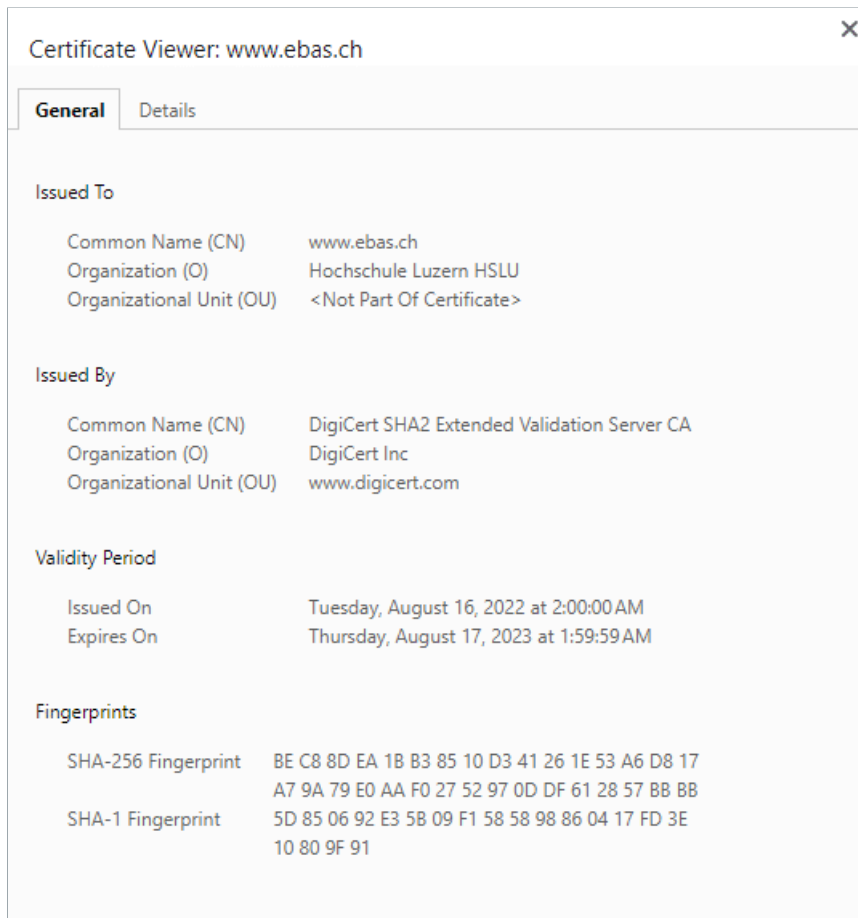 Certificate Viewer: www.ebas.ch
General Details
Issued To
Common Name (CN) www.ebas.ch
Organization (O) Hochschule Luzern HSLU
Organizational Unit (OU) <Not Part Of Certificate>
Issued By
Common Name (CN) DigiCert SHA2 Extended Validation Server CA
Organization (O) DigiCert Inc
Organizational Unit (OU) www.digicert.com
Validity Period
Issued On Tuesday, August 16, 2022 at 2:00:00 AM
Expires On Thursday, August 17, 2023 at 1:59:59 AM
Fingerprints
SHA-256 Fingerprint BE C8 8D EA 1B B3 85 10 D3 41 26 1E 53 A6 D8 17
A7 9A 79 E0 AA F0 27 52 97 0D DF 61 28 57 BB BB
SHA-1 Fingerprint 5D 85 06 92 E3 5B 09 F1 58 58 98 86 04 17 FD 3E
10 80 9F 91